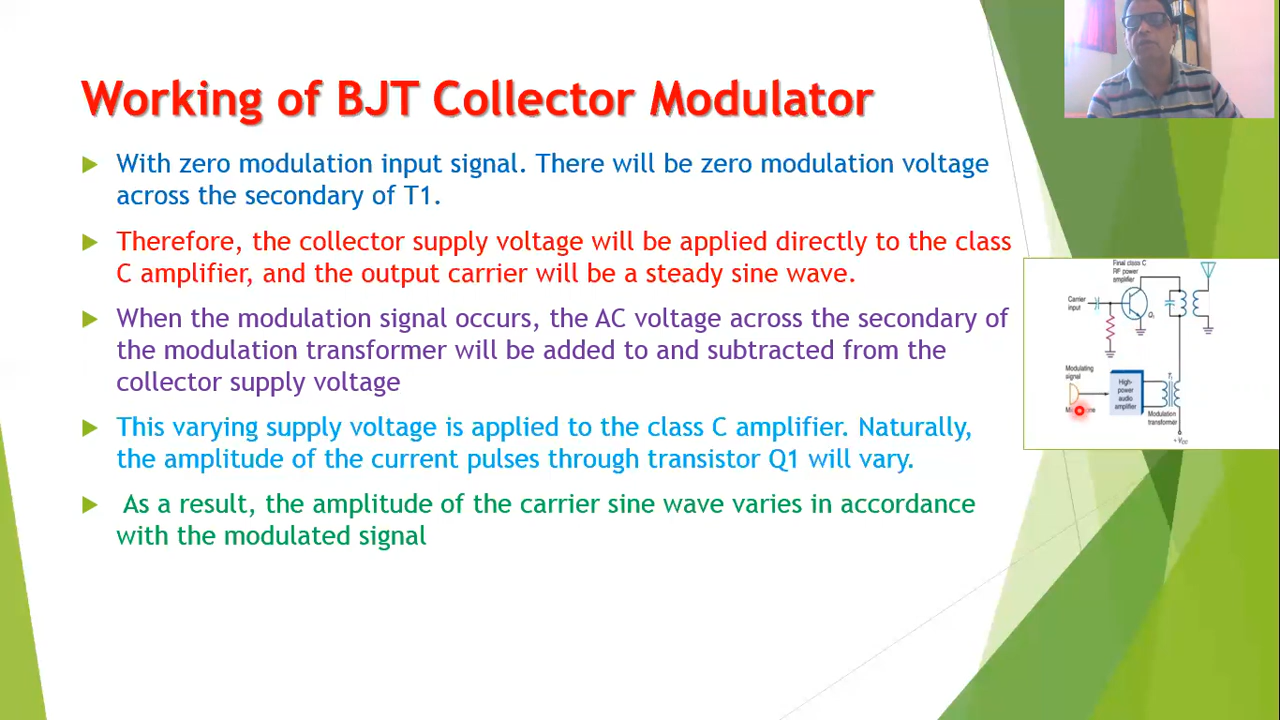 Working of BJT Collector Modulator
With zero modulation input signal. There will be zero modulation voltage
across the secondary of T1.
Therefore, the collector supply voltage will be applied directly to the class
C amplifier, and the output carrier will be a steady sine wave.
When the modulation signal occurs, the AC voltage across the secondary of
the modulation transformer will be added to and subtracted from the
collector supply voltage
This varying supply voltage is applied to the class C amplifier. Naturally,
the amplitude of the current pulses through transistor Q1 will vary.
As a result, the amplitude of the carrier sine wave varies in accordance
with the modulated signal
Final class C
RF power
amplifier
Carrier
input
Q1
Modulating
signal
High-
power
audio
amplifier
T1
Modulation
transformer
+ VCC